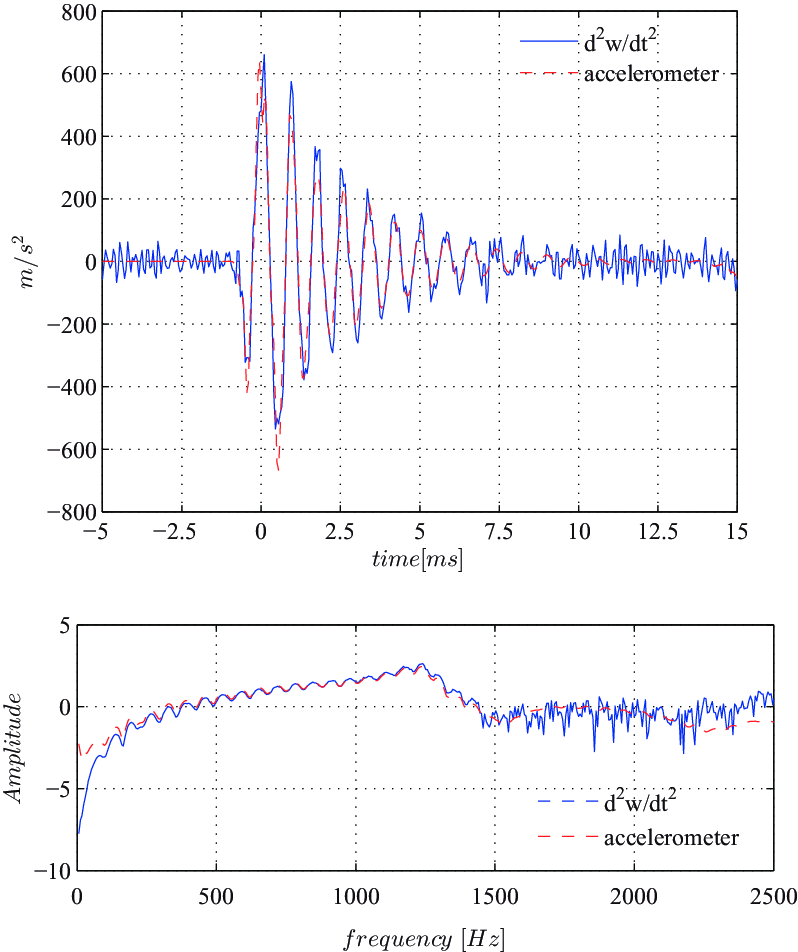 800
600
400
200
0
−200
−400
−600
−800
m/s²
d²w/dt²
accelerometer
−5 −2.5 0 2.5 5 7.5 10 12.5 15
time[ms]
5
0
−5
−10
Amplitude
d²w/dt²
accelerometer
0 500 1000 1500 2000 2500
frequency [Hz]